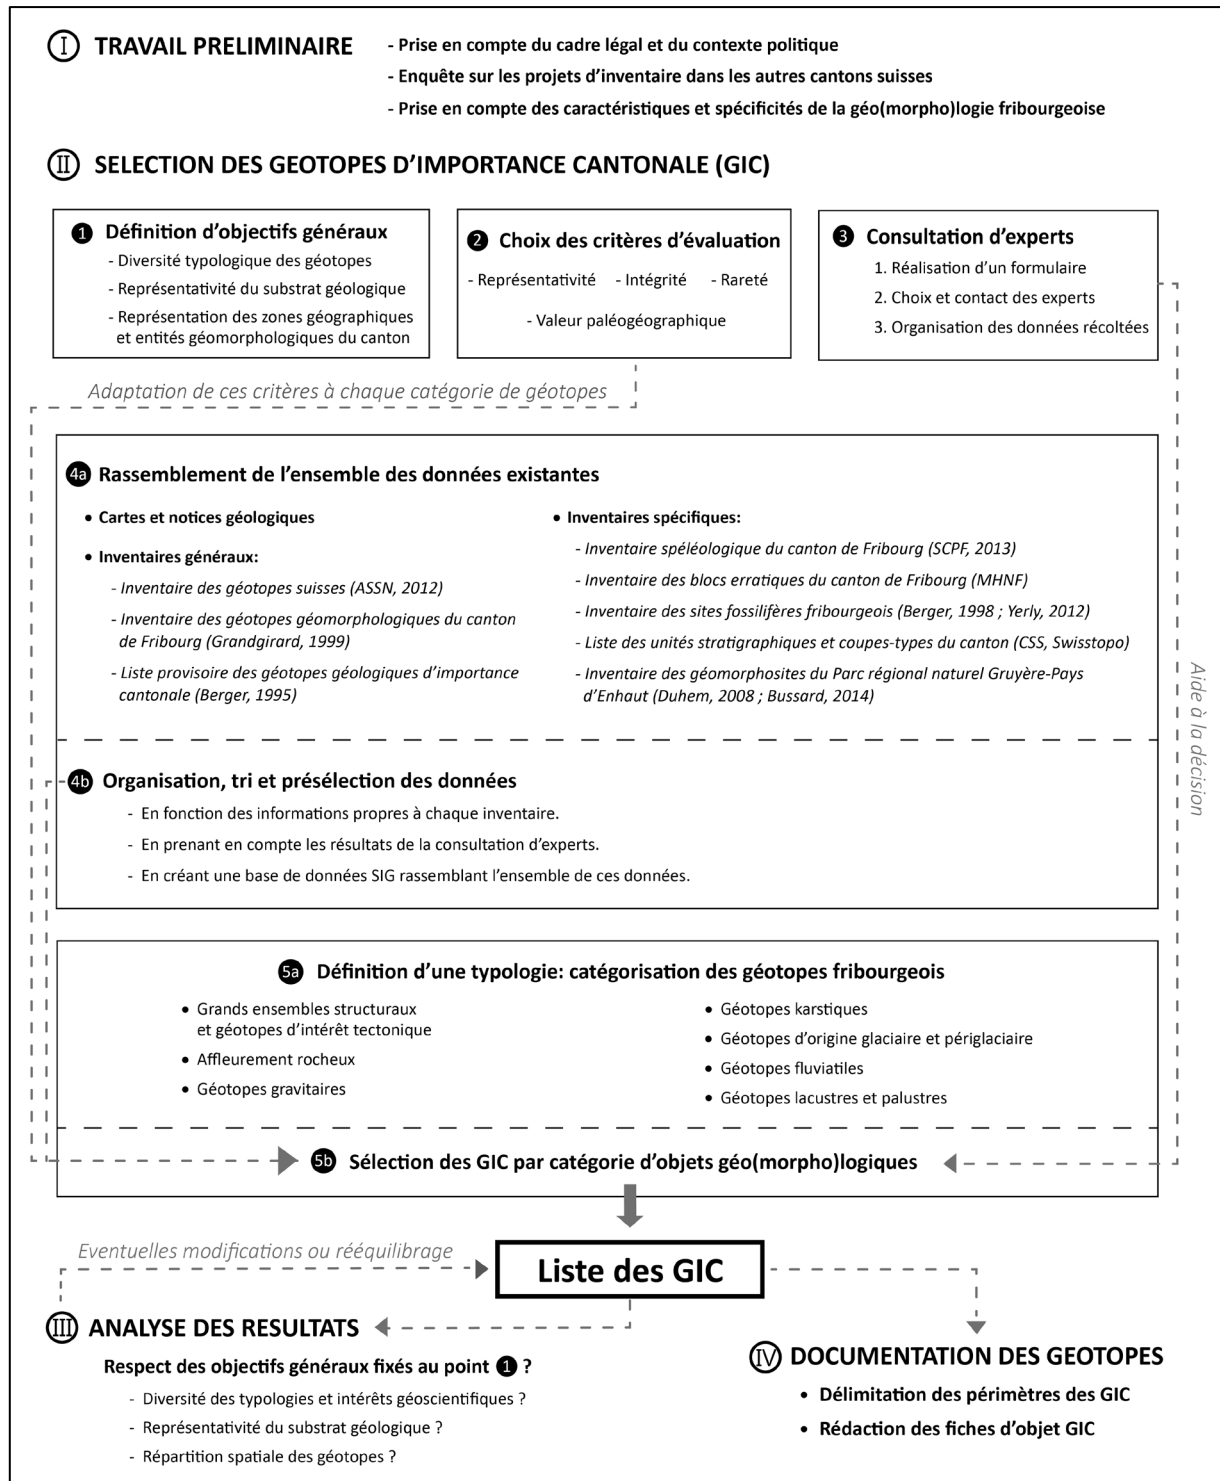 I TRAVAIL PRELIMINAIRE
- Prise en compte du cadre légal et du contexte politique
- Enquête sur les projets d'inventaire dans les autres cantons suisses
- Prise en compte des caractéristiques et spécificités de la géo(morpho)logie fribourgeoise
II SELECTION DES GEOTOPES D'IMPORTANCE CANTONALE (GIC)
1 Définition d'objectifs généraux
- Diversité typologique des géotopes
- Représentativité du substrat géologique
- Représentation des zones géographiques
et entités géomorphologiques du canton
2 Choix des critères d'évaluation
- Représentativité - Intégrité - Rareté
- Valeur paléogéographique
3 Consultation d'experts
1. Réalisation d'un formulaire
2. Choix et contact des experts
3. Organisation des données récoltées
Adaptation de ces critères à chaque catégorie de géotopes
4a Rassemblement de l'ensemble des données existantes
• Cartes et notices géologiques
• Inventaires généraux:
- Inventaire des géotopes suisses (ASSN, 2012)
- Inventaire des géotopes géomorphologiques du canton
de Fribourg (Grandgirard, 1999)
- Liste provisoire des géotopes géologiques d'importance
cantonale (Berger, 1995)
• Inventaires spécifiques:
- Inventaire spéléologique du canton de Fribourg (SCPF, 2013)
- Inventaire des blocs erratiques du canton de Fribourg (MHNF)
- Inventaire des sites fossilifères fribourgeois (Berger, 1998 ; Yerly, 2012)
- Liste des unités stratigraphiques et coupes-types du canton (CSS, Swisstopo)
- Inventaire des géomorphosites du Parc régional naturel Gruyère-Pays
d'Enhaut (Duhem, 2008 ; Bussard, 2014)
Aide à la décision
4b Organisation, tri et présélection des données
- En fonction des informations propres à chaque inventaire.
- En prenant en compte les résultats de la consultation d'experts.
- En créant une base de données SIG rassemblant l'ensemble de ces données.
5a Définition d'une typologie: catégorisation des géotopes fribourgeois
• Grands ensembles structuraux
et géotopes d'intérêt tectonique
• Affleurement rocheux
• Géotopes gravitaires
• Géotopes karstiques
• Géotopes d'origine glaciaire et périglaciaire
• Géotopes fluviatiles
• Géotopes lacustres et palustres
5b Sélection des GIC par catégorie d'objets géo(morpho)logiques
Eventuelles modifications ou rééquilibrage
Liste des GIC
III ANALYSE DES RESULTATS
Respect des objectifs généraux fixés au point 1 ?
- Diversité des typologies et intérêts géoscientifiques ?
- Représentativité du substrat géologique ?
- Répartition spatiale des géotopes ?
IV DOCUMENTATION DES GEOTOPES
• Délimitation des périmètres des GIC
• Rédaction des fiches d'objet GIC